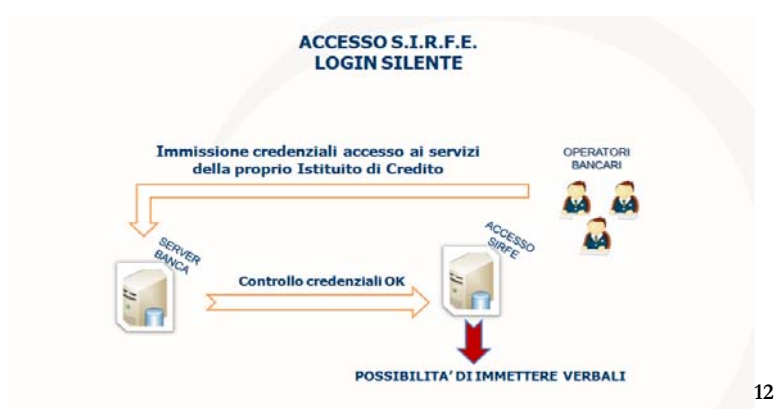 ACCESSO S.I.R.F.E.
LOGIN SILENTE
Immissione credenziali accesso ai servizi
della proprio Istituito di Credito
OPERATORI
BANCARI
SERVER
BANCA
ACCESSO
SIRFE
Controllo credenziali OK
POSSIBILITA' DI IMMETTERE VERBALI
12